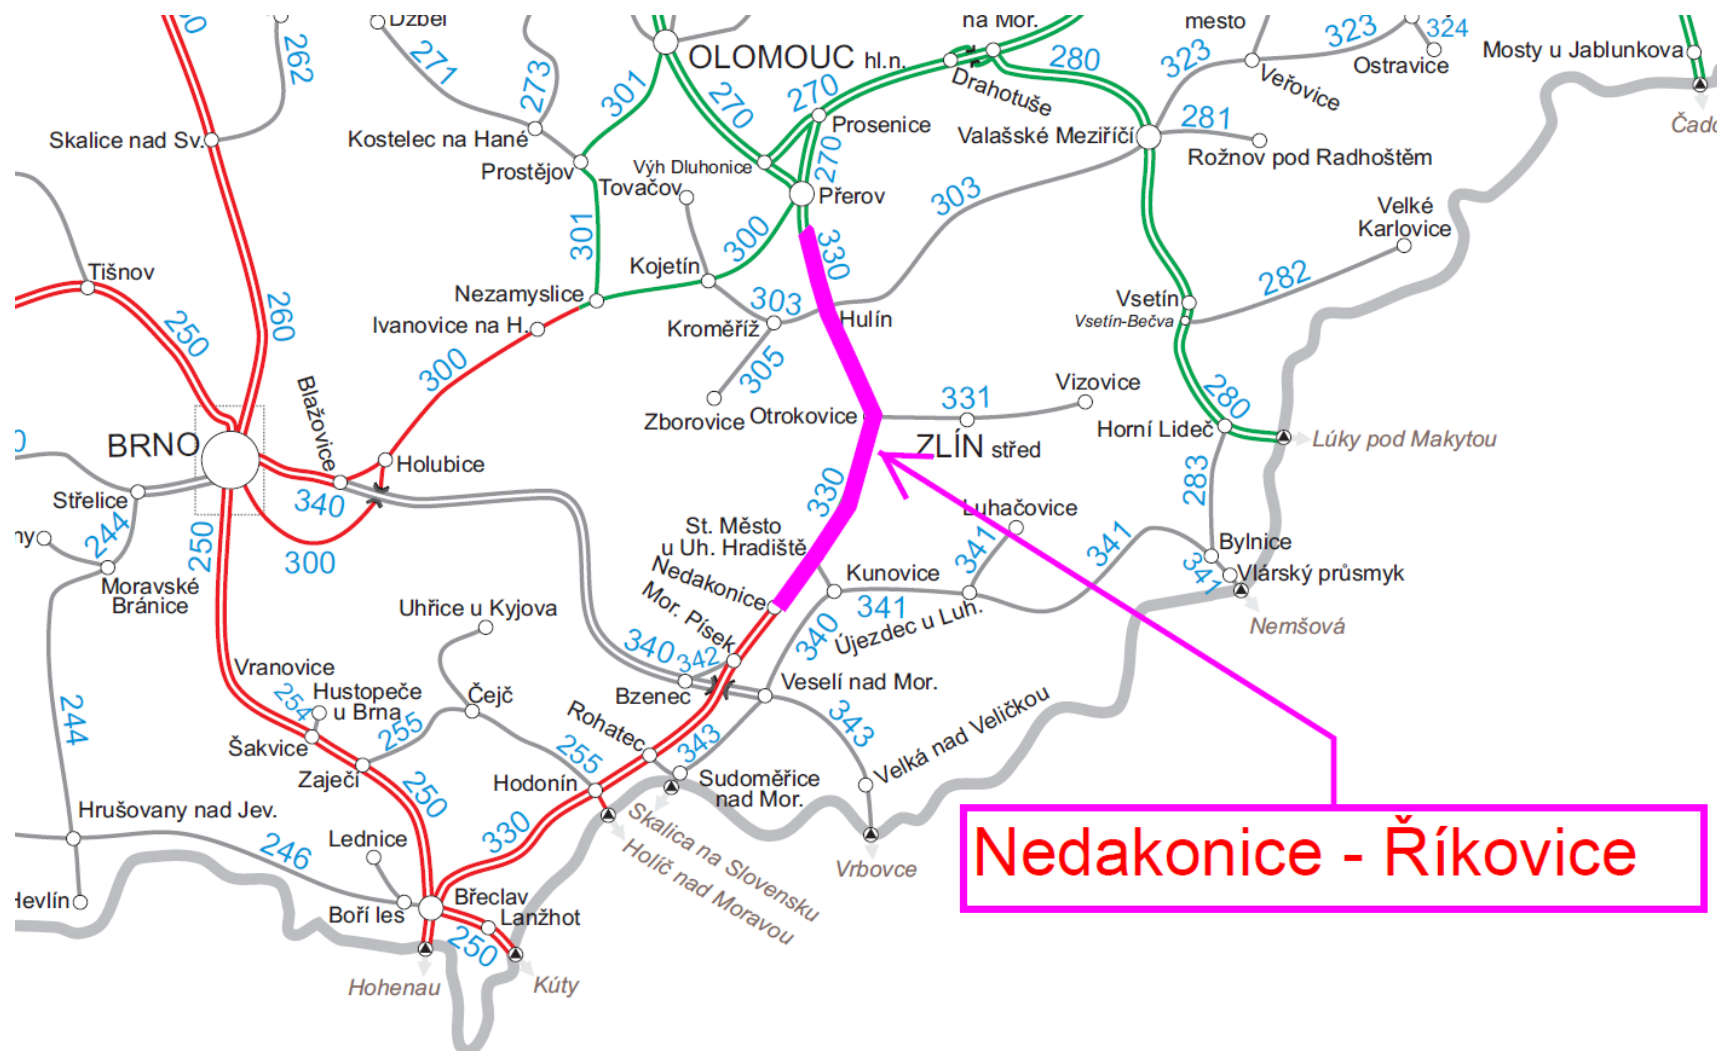 262
Džbel
na Mor.
mesto
323
323
324
Mosty u Jablunkova
271
273
301
OLOMOUC hl.n.
280
Veřovice
Ostravice
Drahotuše
270
270
Čadc
Skalice nad Sv.
Kostelec na Hané
Prosenice
Valašské Meziříčí
281
Rožnov pod Radhoštěm
Prostějov
Výh Dluhonice
270
Tovačov
Přerov
303
Velké
Karlovice
301
300
330
Tišnov
Kojetín
282
Nezamyslice
303
Vsetín
Vsetín-Bečva
260
250
Ivanovice na H.
Kroměříž
Hulín
300
305
Blažovice
Vizovice
331
280
Zborovice
Otrokovice
Horní Lideč
Lúky pod Makytou
BRNO
ZLÍN střed
Holubice
0
Střelice
340
330
283
244
250
300
Luhačovice
St. Město
u Uh. Hradiště
ny
341
341
Bylnice
Moravské
Bránice
Nedakonice
Kunovice
341
341
Vlárský průsmyk
Uhřice u Kyjova
Mor. Písek
Újezdec u Luh.
Nemšová
340
340
342
Vranovice
Bzenec
Veselí nad Mor.
Hustopeče
u Brna
254
Čejč
255
244
Rohatec
343
343
Velká nad Veličkou
Šakvice
255
Zaječí
Hodonín
Sudoměřice
nad Mor.
250
Hrušovany nad Jev.
330
Skalica na Slovensku
Holíč nad Moravou
Lednice
246
Vrbovce
Nedakonice - Říkovice
Hevlín
Boří les
Břeclav
Lanžhot
250
Hohenau
Kúty